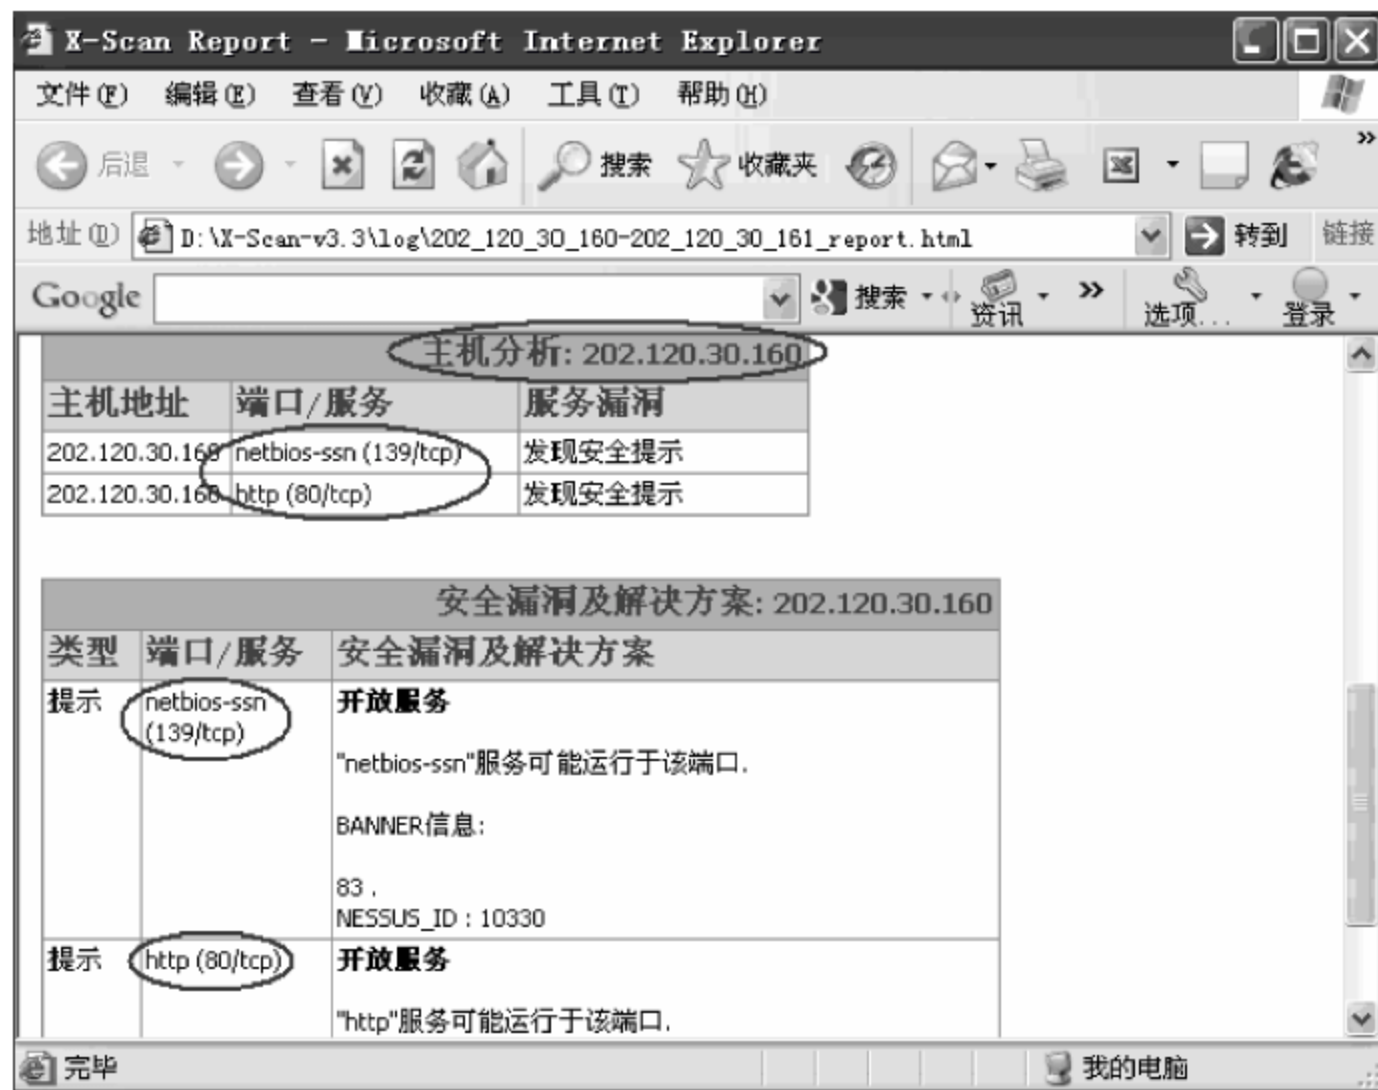 X-Scan Report - Microsoft Internet Explorer
文件(F) 编辑(E) 查看(V) 收藏(A) 工具(T) 帮助(H)
后退 搜索 收藏夹 »
地址(D) D:\X-Scan-v3.3\log\202_120_30_160-202_120_30_161_report.html 转到 链接
Google 搜索 资讯 » 选项... 登录
主机分析: 202.120.30.160
主机地址 端口/服务 服务漏洞
202.120.30.160 netbios-ssn (139/tcp) 发现安全提示
202.120.30.160 http (80/tcp) 发现安全提示
安全漏洞及解决方案: 202.120.30.160
类型 端口/服务 安全漏洞及解决方案
提示 netbios-ssn 开放服务
(139/tcp)
"netbios-ssn"服务可能运行于该端口.
BANNER信息:
83 .
NESSUS_ID : 10330
提示 http (80/tcp) 开放服务
"http"服务可能运行于该端口.
完毕 我的电脑